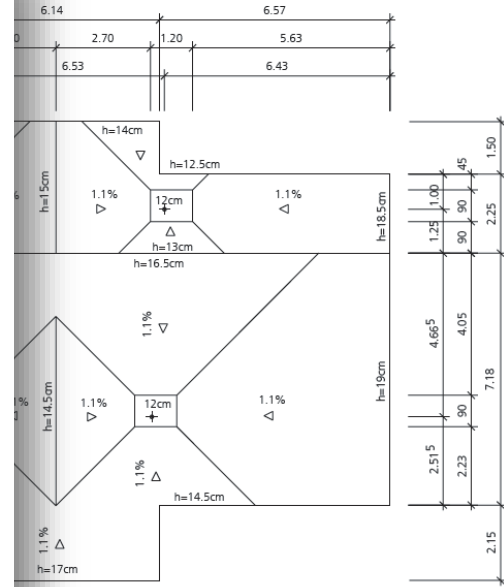 6.14 6.57
0 2.70 1.20 5.63
6.53 6.43
h=14cm
h=12.5cm
1.50
45
h=15cm
% 1.1% 12cm 1.1%
h=18.5cm
1.00
90
2.25
h=13cm
1.25
90
h=16.5cm
1.1%
4.66⁵
4.05
7.18
h=14.5cm
1% 1.1% 12cm 1.1%
h=19cm
90
1.1%
2.51⁵
2.23
h=14.5cm
1.1%
2.15
h=17cm